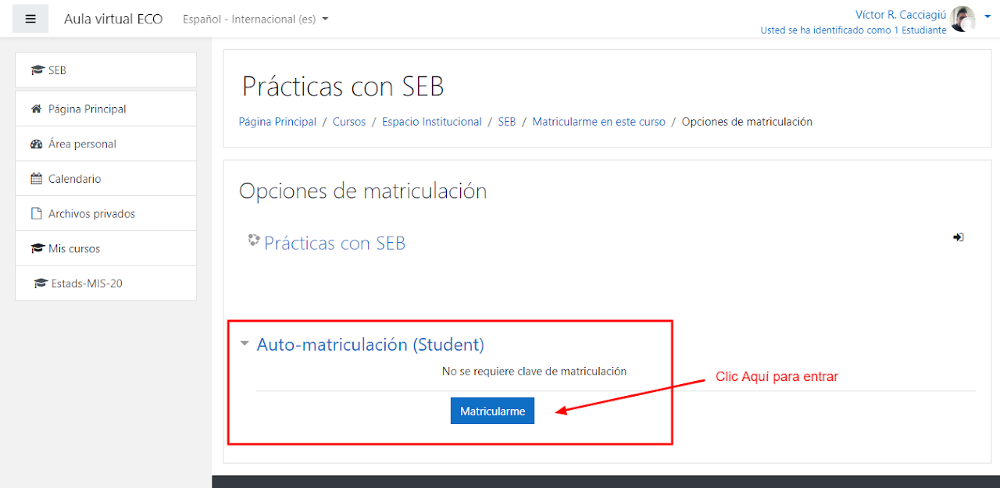 Aula virtual ECO Español - Internacional (es)
Víctor R. Cacciagiú
Usted se ha identificado como 1 Estudiante
SEB
Página Principal
Área personal
Calendario
Archivos privados
Mis cursos
Estads-MIS-20
Prácticas con SEB
Página Principal / Cursos / Espacio Institucional / SEB / Matricularme en este curso / Opciones de matriculación
Opciones de matriculación
Prácticas con SEB
Auto-matriculación (Student)
No se requiere clave de matriculación
Clic Aquí para entrar
Matricularme